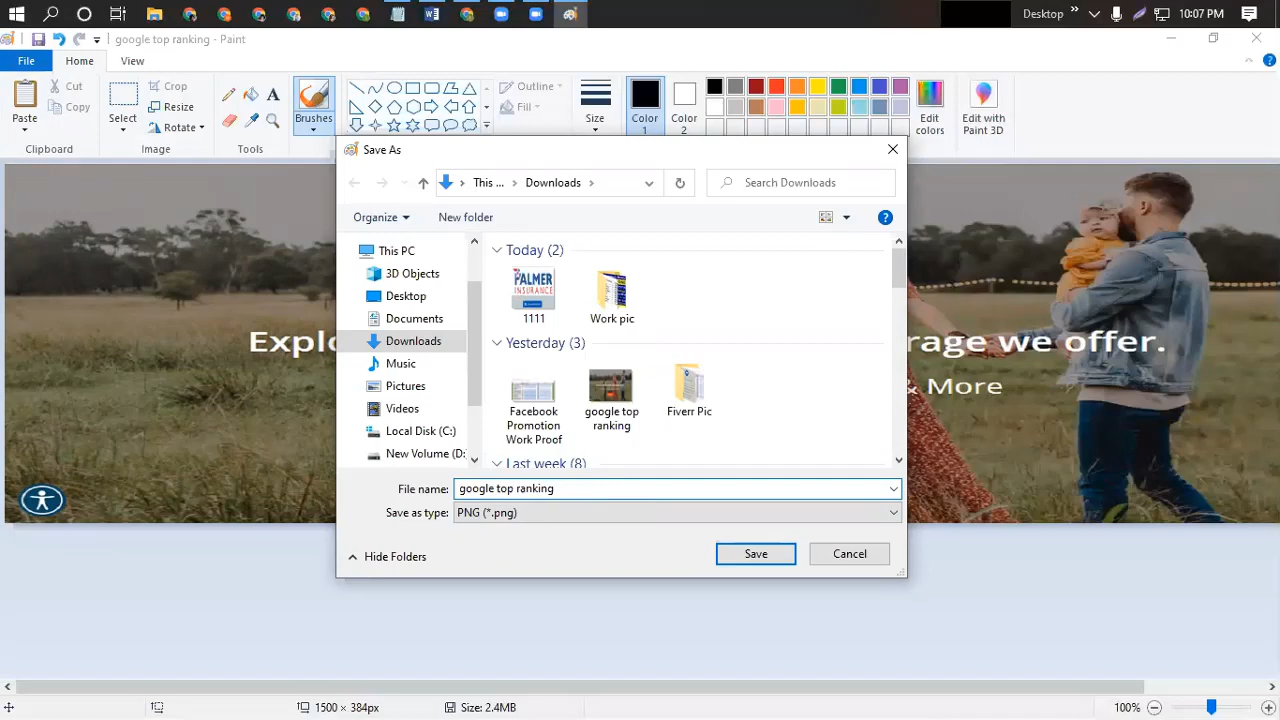 Desktop
10:07 PM
google top ranking - Paint
File
Home
View
Paste
Cut
Copy
Clipboard
Select
Crop
Resize
Rotate
Image
Tools
Brushes
Outline
Fill
Size
Color
1
Color
2
Edit
colors
Edit with
Paint 3D
Save As
This ...
Downloads
Search Downloads
Organize
New folder
This PC
3D Objects
Desktop
Documents
Downloads
Music
Pictures
Videos
Local Disk (C:)
New Volume (D:
Today (2)
PALMER
INSURANCE
1111
Work pic
Yesterday (3)
Facebook
Promotion
Work Proof
google top
ranking
Fiverr Pic
Last week (8)
File name:
google top ranking
Save as type:
PNG (*.png)
Hide Folders
Save
Cancel
Explo
rage we offer.
& More
1500 × 384px
Size: 2.4MB
100%